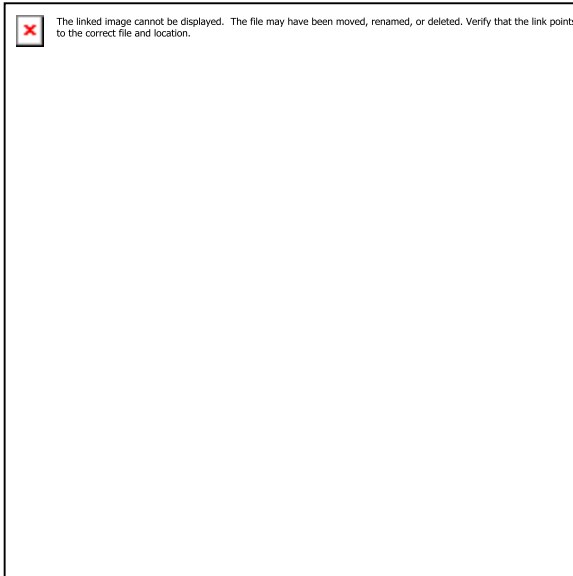 The linked image cannot be displayed.  The file may have been moved, renamed, or deleted. Verify that the link points
to the correct file and location.